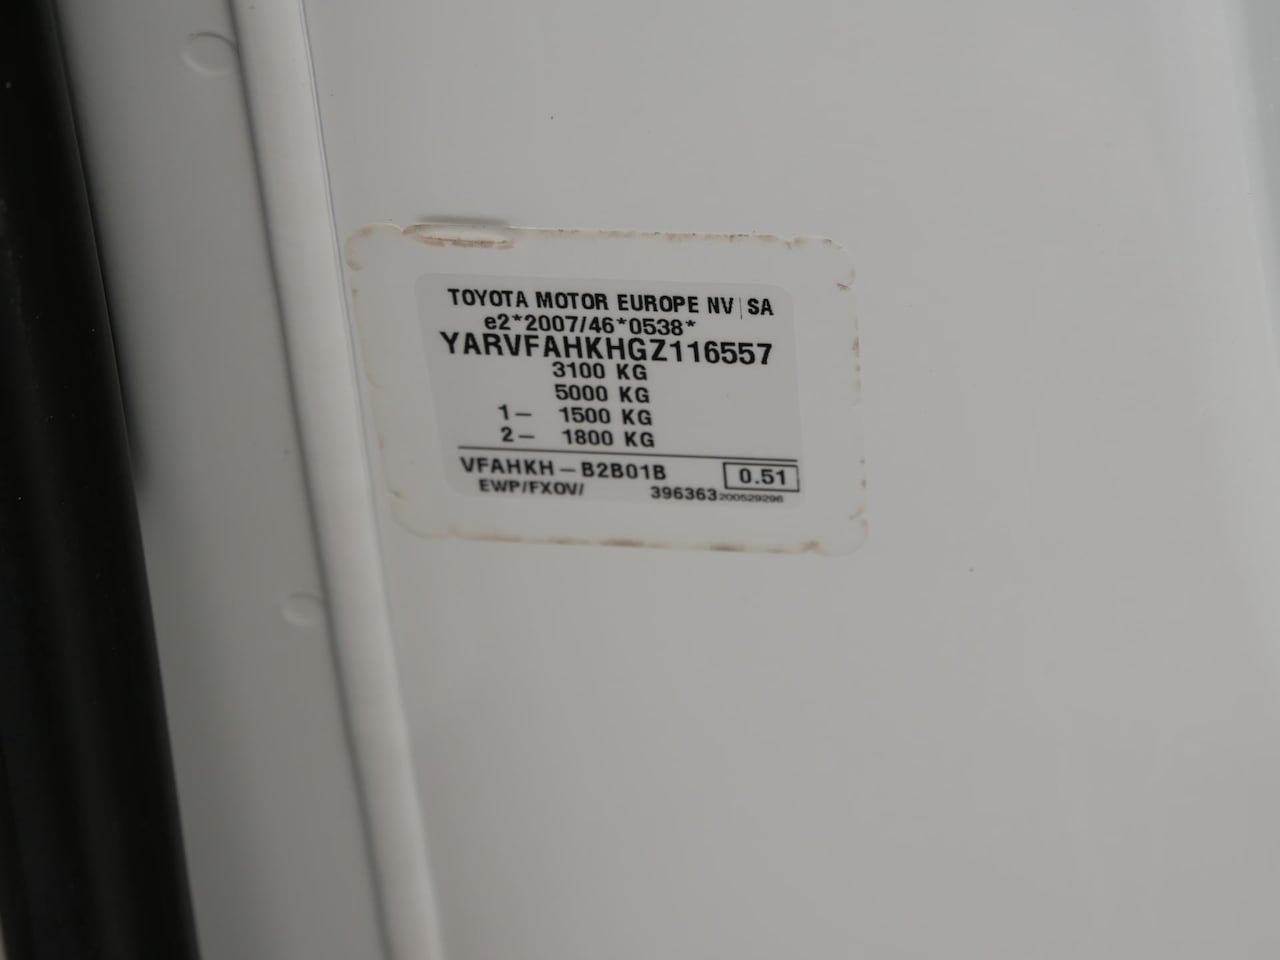 TOYOTA MOTOR EUROPE NV|SA
e2*2007/46*0538*
YARVFAHKHGZ116557
3100 KG
5000 KG
1- 1500 KG
2- 1800 KG
VFAHKH-B2B01B 0.51
EWP/FXOV/ 396363 200529296